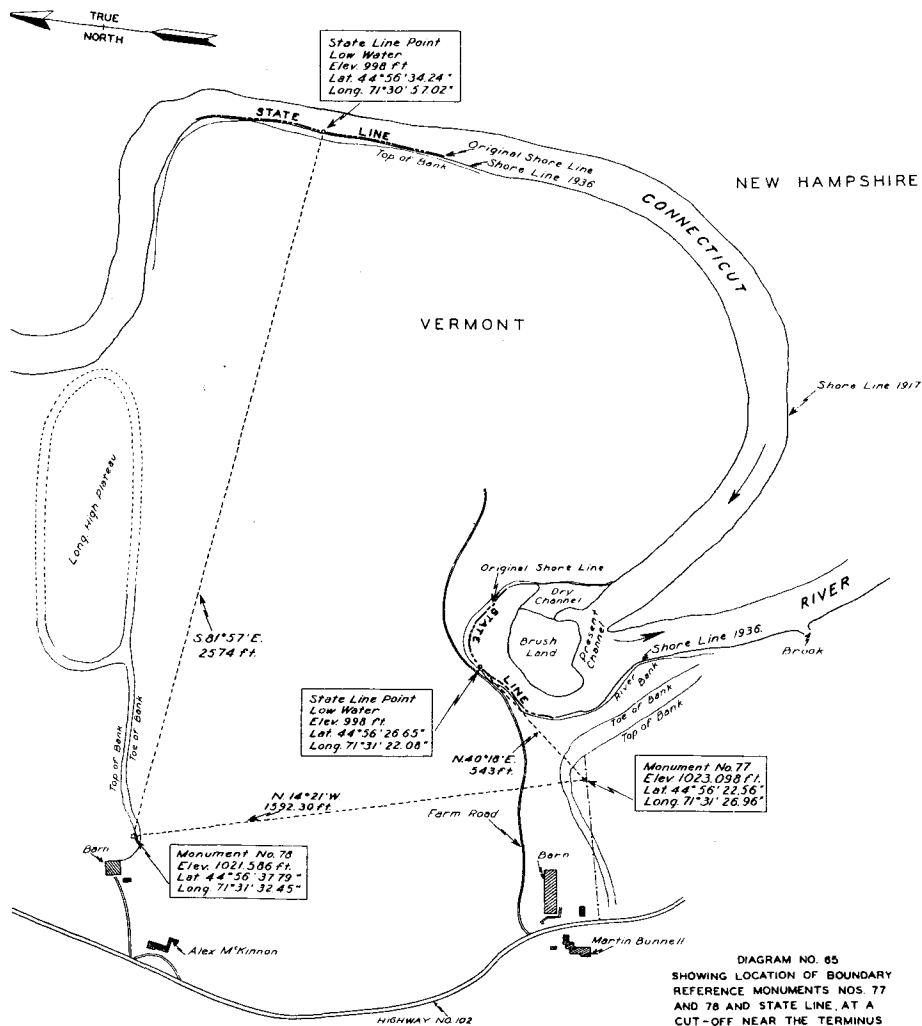 TRUE
NORTH
State Line Point
Low Water
Elev. 998 ft.
Lat. 44°56'34.24"
Long. 71°30'57.02"
STATE LINE
Original Shore Line
Shore Line 1936
Top of Bank
NEW HAMPSHIRE
CONNECTICUT
VERMONT
Shore Line 1917
Long High Plateau
Original Shore Line
Dry
Channel
STATE
Brush
Land
Present
Channel
RIVER
Shore Line 1936.
Brook
S.81°57'E.
2574 ft.
LINE
River Bank
Toe of Bank
Top of Bank
State Line Point
Low Water
Elev. 998 ft.
Lat. 44°56'26.65"
Long. 71°31'22.08"
Top of Bank
Toe of Bank
N.40°18'E.
543 ft.
Monument No. 77
Elev. 1023.098 ft.
Lat. 44°56'22.56"
Long. 71°31'26.96"
N 14°21'W
1592.30 ft.
Farm Road
Barn
Monument No. 78
Elev. 1021.586 ft.
Lat. 44°56'37.79"
Long. 71°31'32.45"
Barn
Alex McKinnon
Martin Bunnell
HIGHWAY NO. 102
DIAGRAM NO. 65
SHOWING LOCATION OF BOUNDARY
REFERENCE MONUMENTS NOS. 77
AND 78 AND STATE LINE, AT A
CUT-OFF NEAR THE TERMINUS